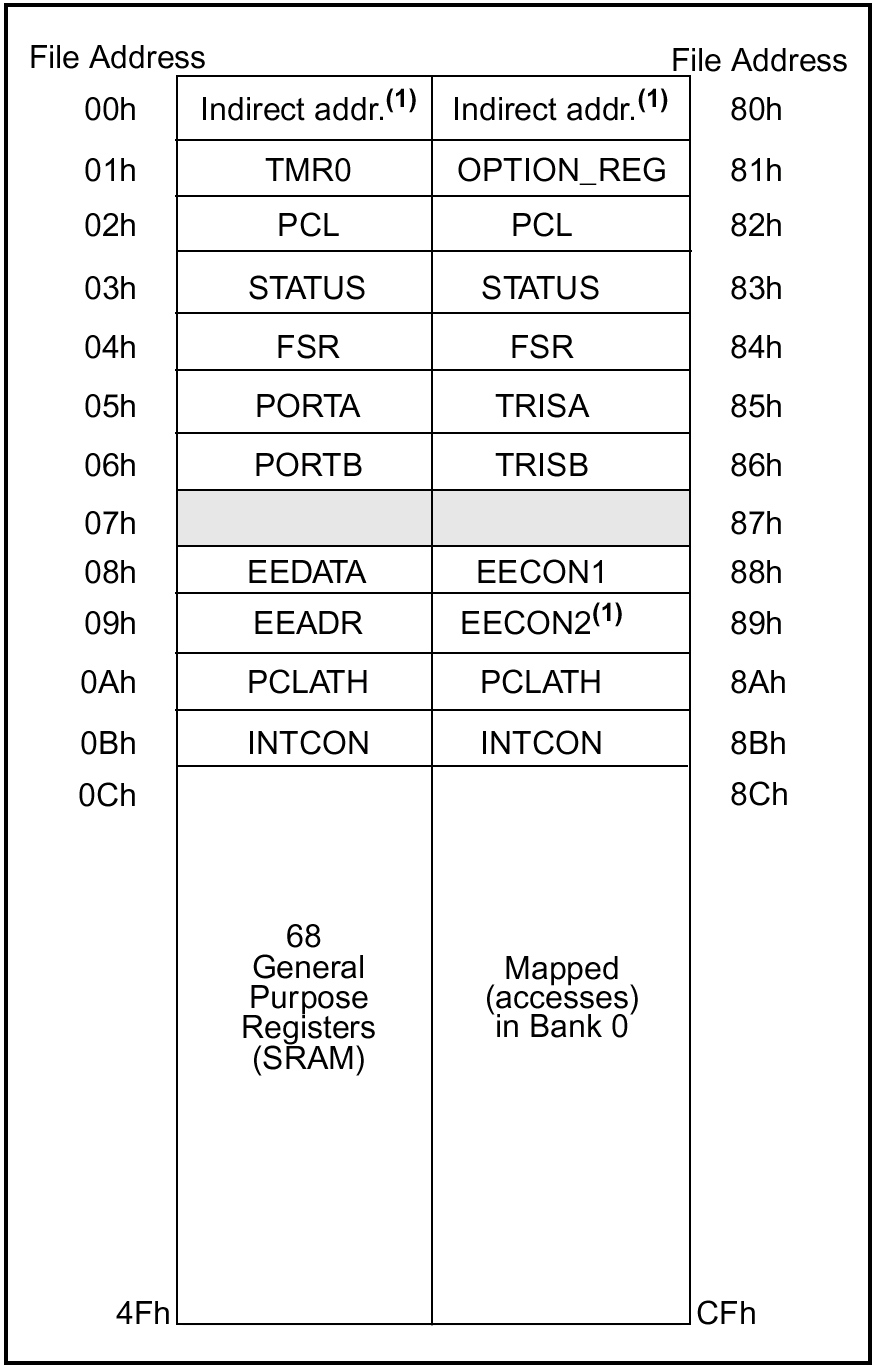 File Address File Address
00h Indirect addr.(1) Indirect addr.(1) 80h
01h TMR0 OPTION_REG 81h
02h PCL PCL 82h
03h STATUS STATUS 83h
04h FSR FSR 84h
05h PORTA TRISA 85h
06h PORTB TRISB 86h
07h 87h
08h EEDATA EECON1 88h
09h EEADR EECON2(1) 89h
0Ah PCLATH PCLATH 8Ah
0Bh INTCON INTCON 8Bh
0Ch 8Ch
68
General
Purpose
Registers
(SRAM)
Mapped
(accesses)
in Bank 0
4Fh CFh